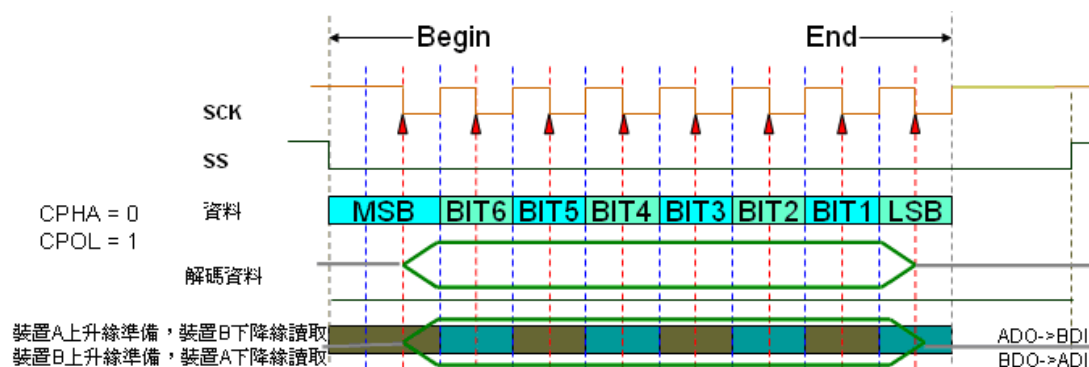 Begin End
SCK
SS
CPHA = 0
CPOL = 1
資料 MSB BIT6 BIT5 BIT4 BIT3 BIT2 BIT1 LSB
解碼資料
裝置A上升緣準備，裝置B下降緣讀取 ADO->BDI
裝置B上升緣準備，裝置A下降緣讀取 BDO->ADI